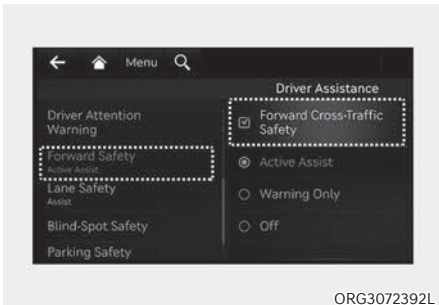 Menu
Driver Assistance
Driver Attention
Warning
Forward Safety
Active Assist
Lane Safety
Assist
Blind-Spot Safety
Parking Safety
Forward Cross-Traffic
Safety
Active Assist
Warning Only
Off
ORG3072392L